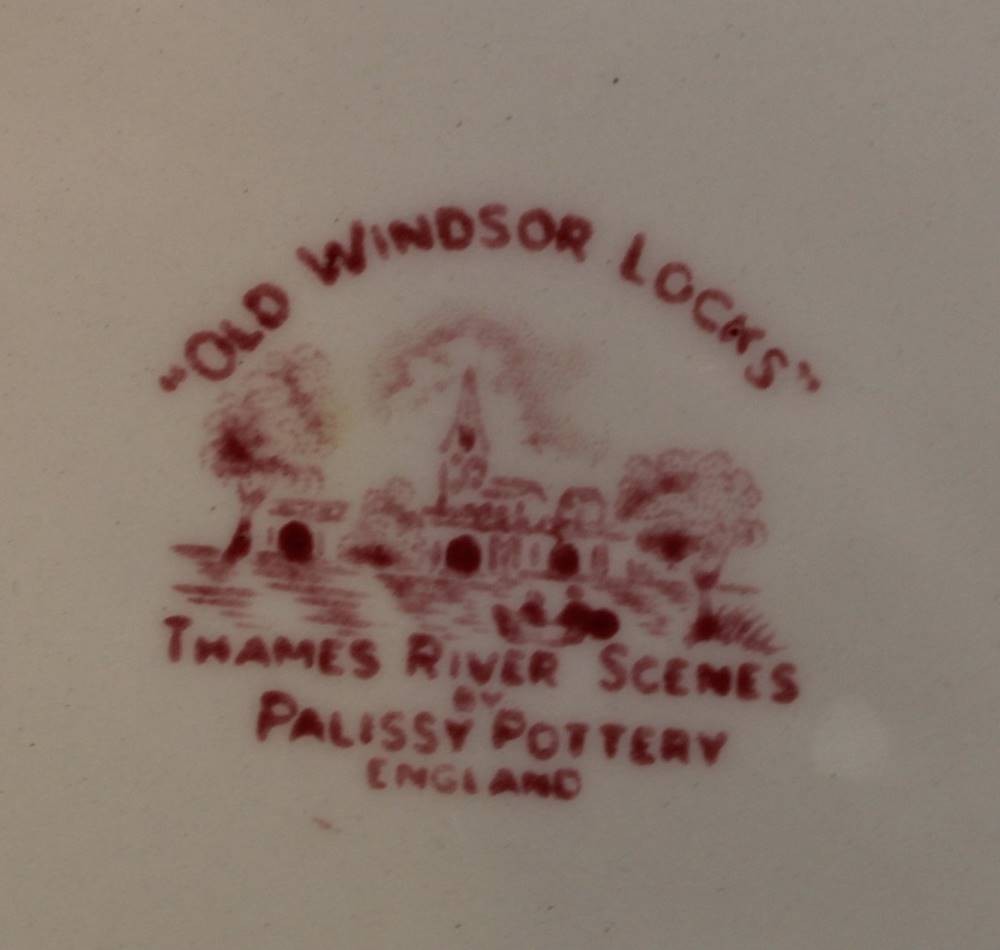 "OLD WINDSOR LOCKS"
THAMES RIVER SCENES
BY
PALISSY POTTERY
ENGLAND